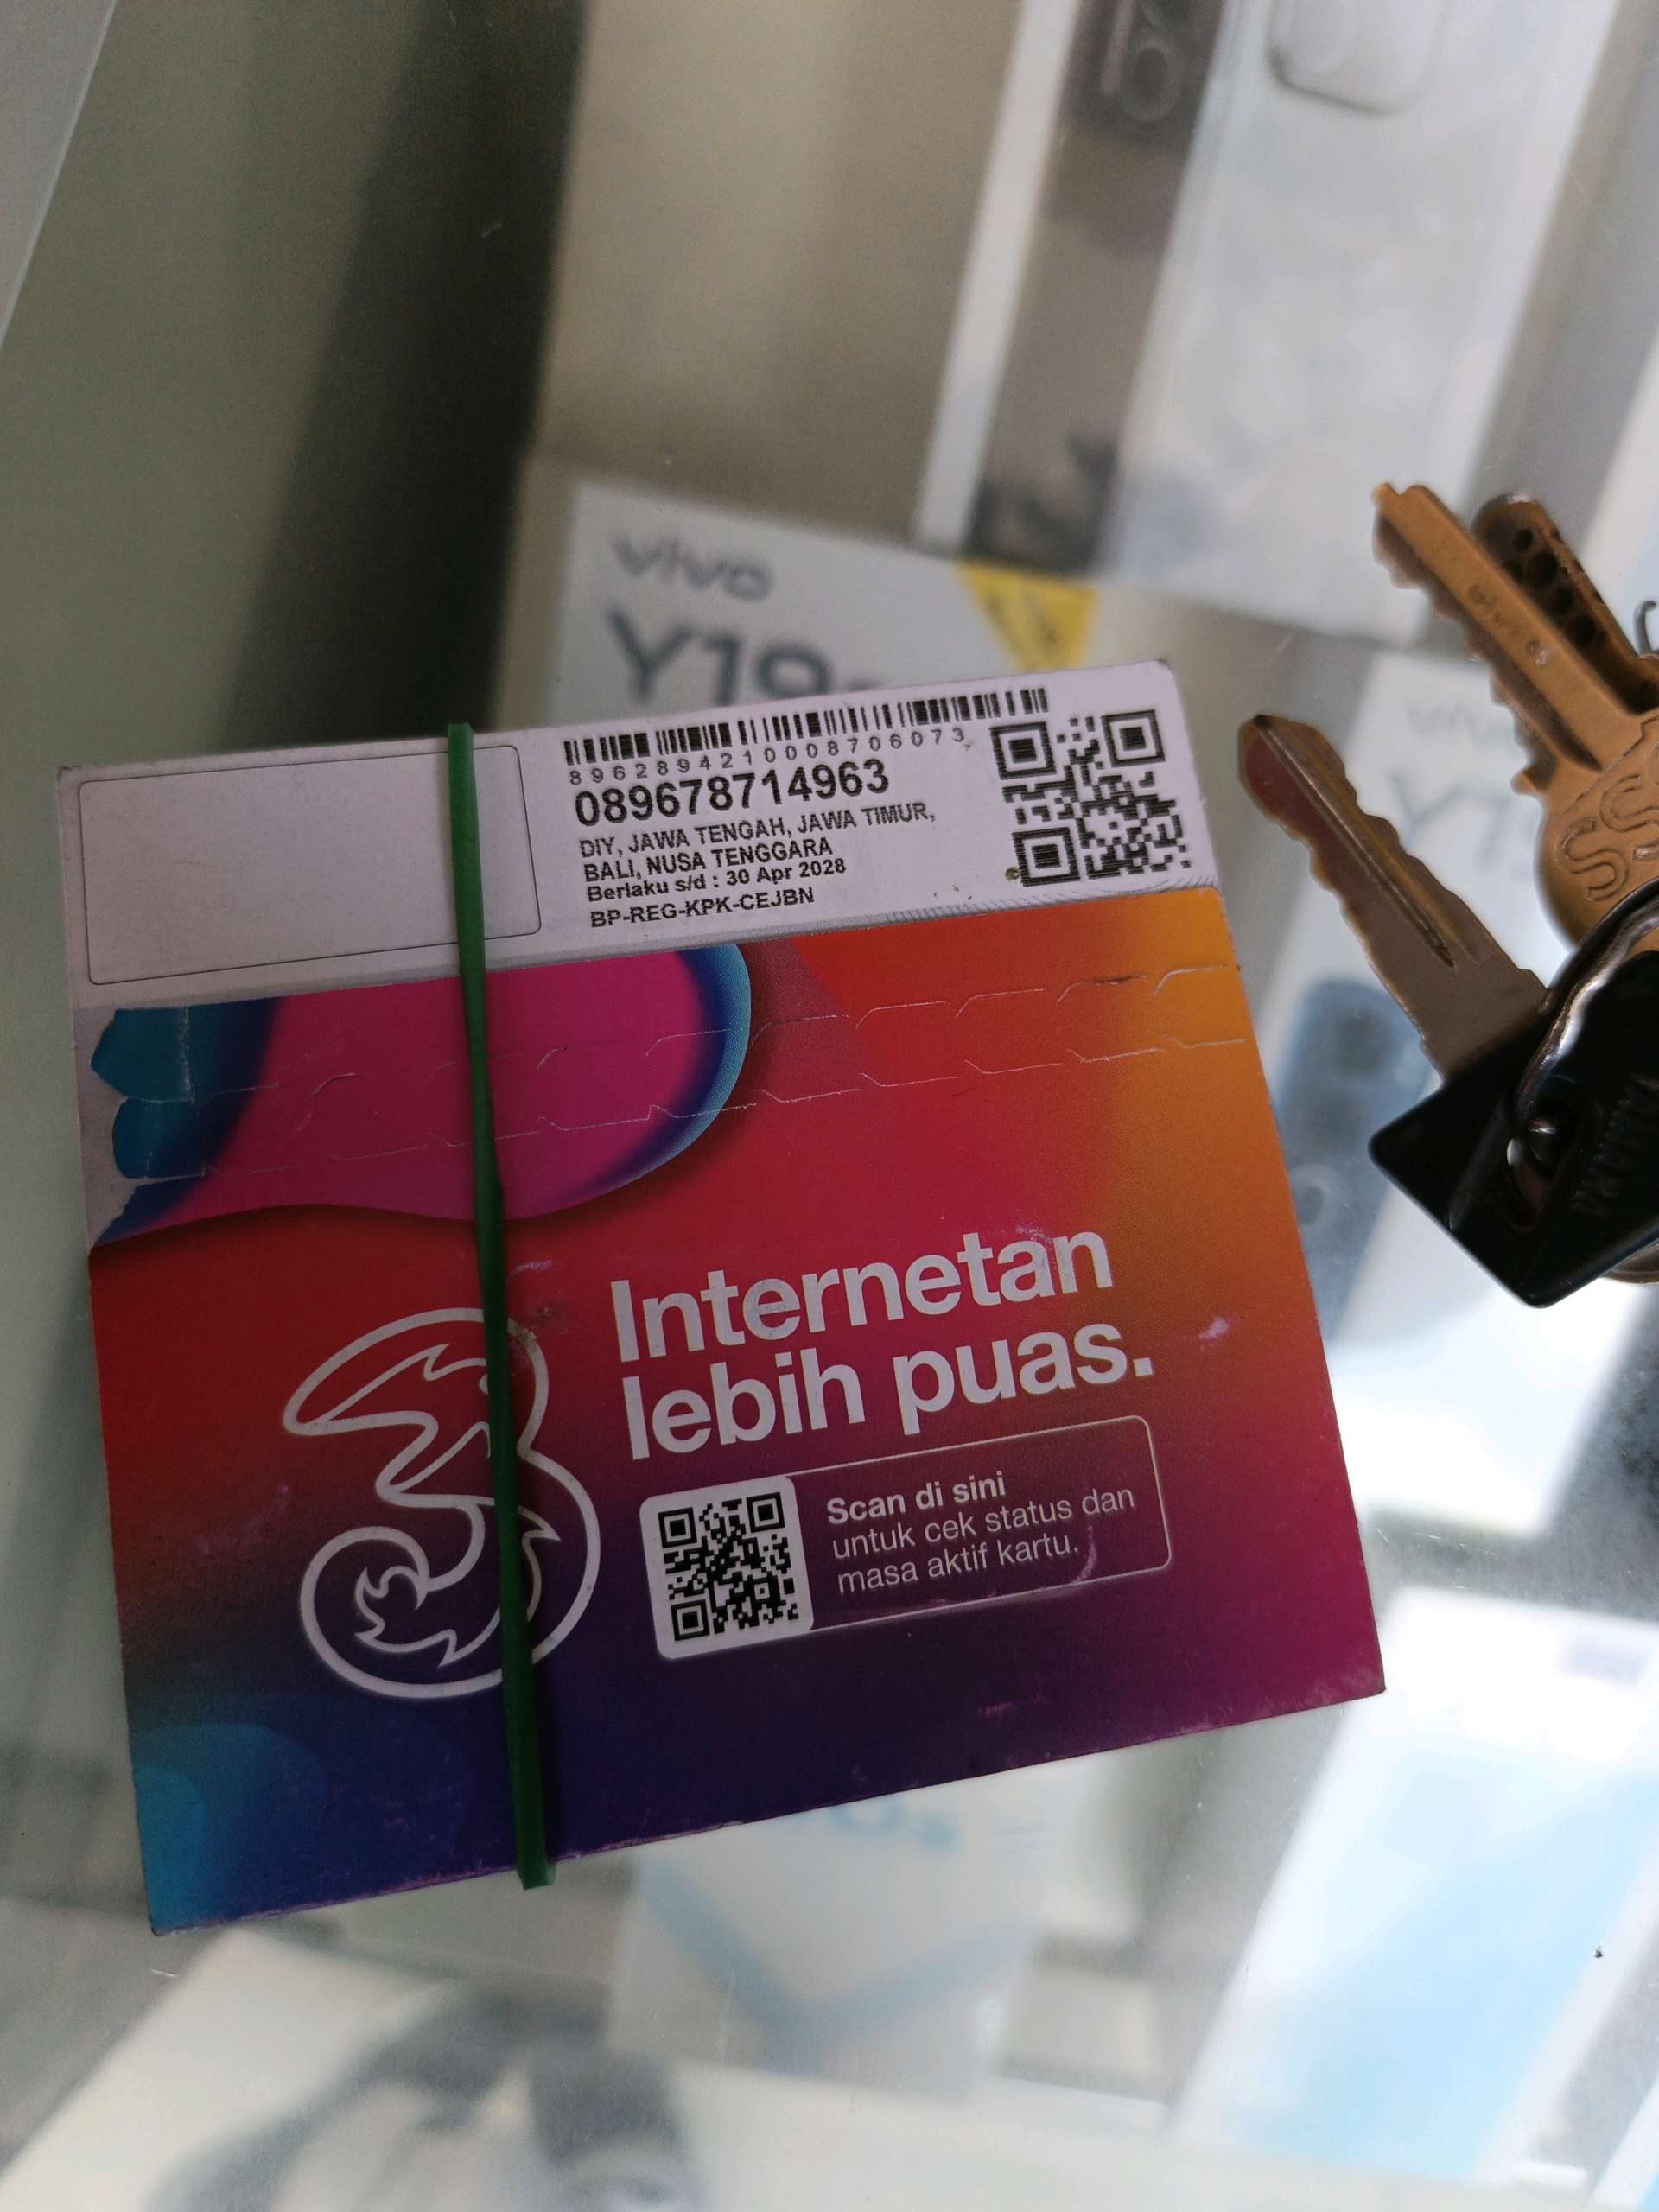 vivo
Y19
8962894210008706073
089678714963
DIY, JAWA TENGAH, JAWA TIMUR,
BALI, NUSA TENGGARA
Berlaku s/d : 30 Apr 2028
BP-REG-KPK-CEJBN
Internetan
lebih puas.
Scan di sini
untuk cek status dan
masa aktif kartu.